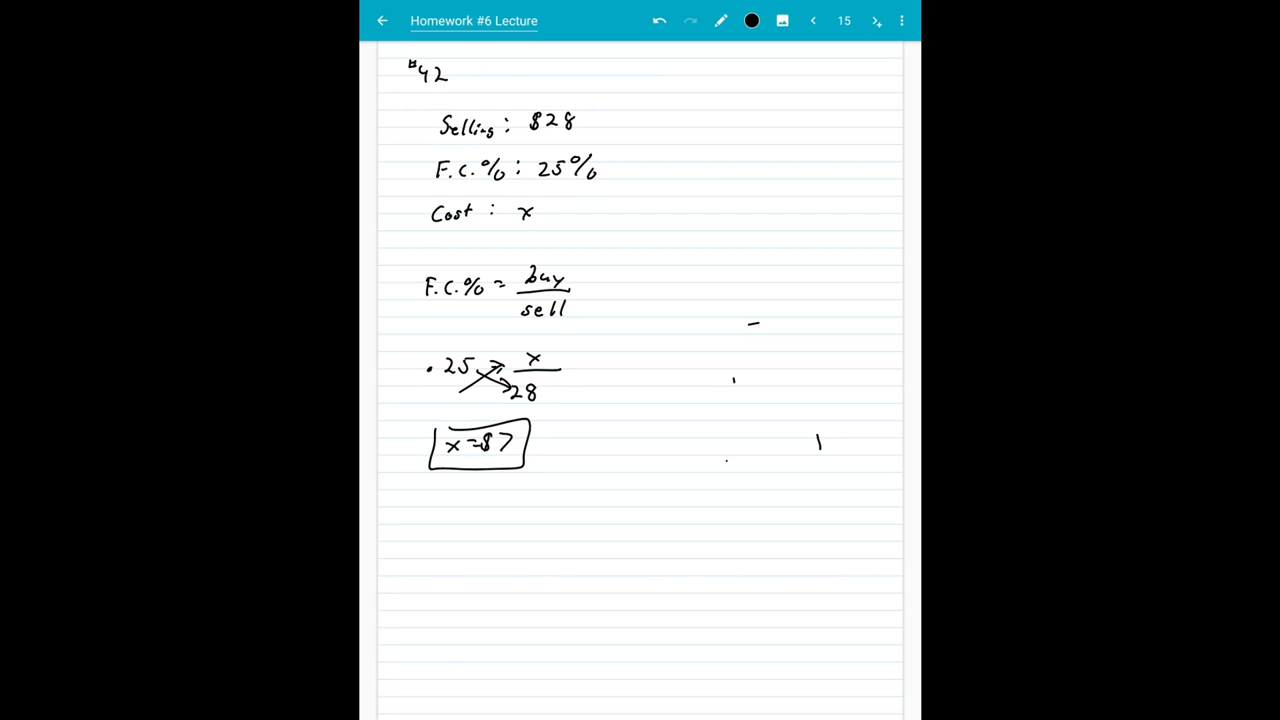 Homework #6 Lecture
15
#42
Selling: $28
F.C.%: 25%
Cost: x
F.C.% = buy
sell
.25 x
28
x = $7